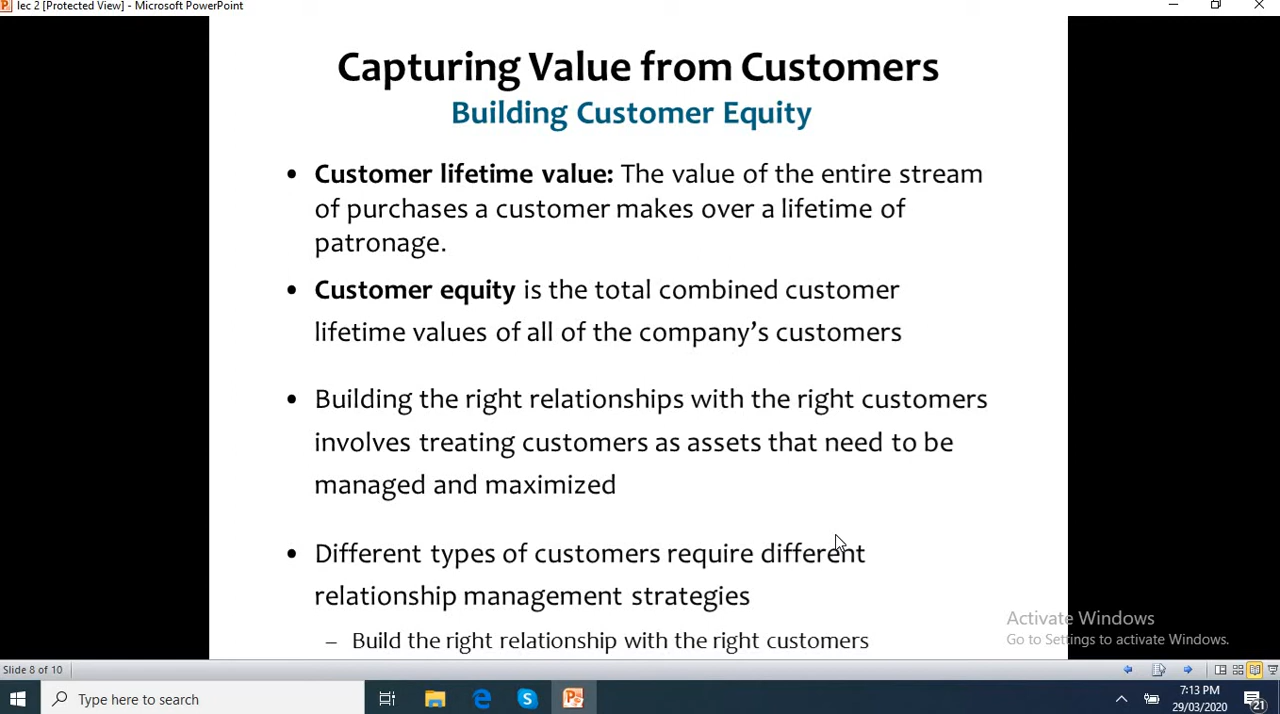 lec 2 [Protected View] - Microsoft PowerPoint
Capturing Value from Customers
Building Customer Equity
• Customer lifetime value: The value of the entire stream
of purchases a customer makes over a lifetime of
patronage.
• Customer equity is the total combined customer
lifetime values of all of the company's customers
• Building the right relationships with the right customers
involves treating customers as assets that need to be
managed and maximized
• Different types of customers require different
relationship management strategies
– Build the right relationship with the right customers
Activate Windows
Go to Settings to activate Windows.
Slide 8 of 10
Type here to search
7:13 PM
29/03/2020
21